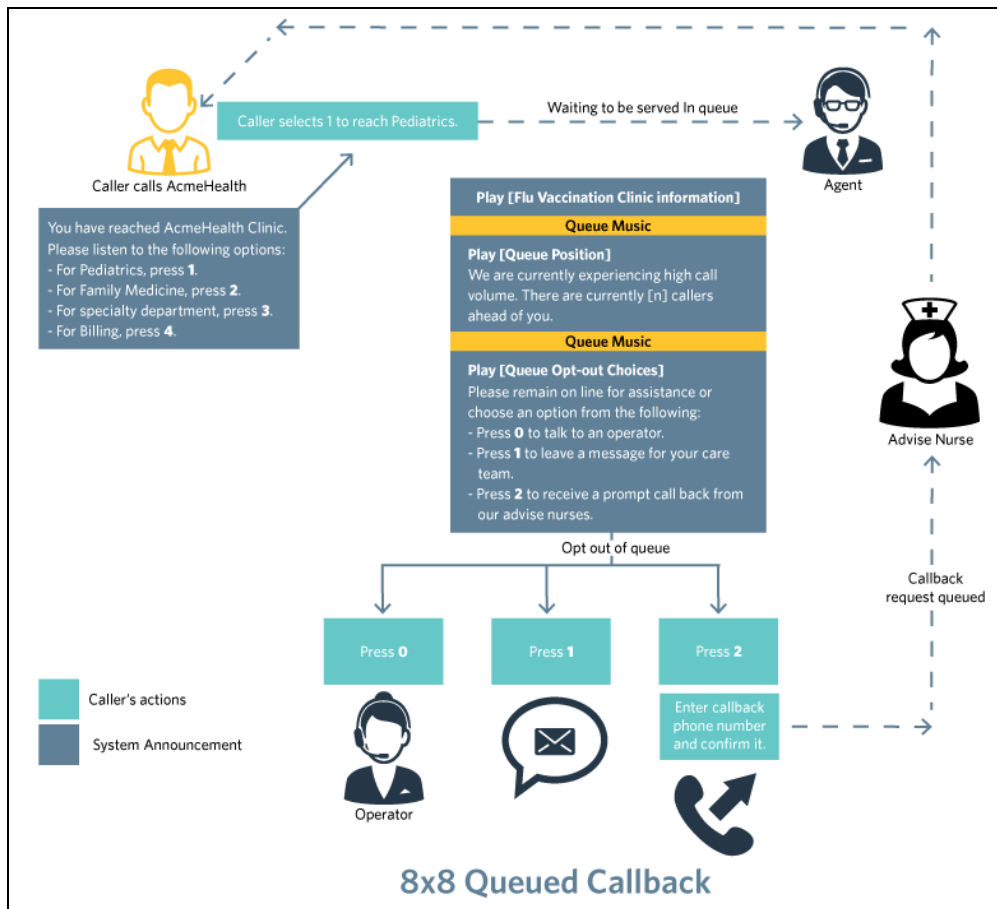 Caller selects 1 to reach Pediatrics.
Waiting to be served In queue
Caller calls AcmeHealth
Agent
You have reached AcmeHealth Clinic.
Please listen to the following options:
- For Pediatrics, press 1.
- For Family Medicine, press 2.
- For specialty department, press 3.
- For Billing, press 4.
Play [Flu Vaccination Clinic information]
Queue Music
Play [Queue Position]
We are currently experiencing high call
volume. There are currently [n] callers
ahead of you.
Queue Music
Play [Queue Opt-out Choices]
Please remain on line for assistance or
choose an option from the following:
- Press 0 to talk to an operator.
- Press 1 to leave a message for your care
team.
- Press 2 to receive a prompt call back from
our advise nurses.
Advise Nurse
Opt out of queue
Callback
request queued
Press 0
Press 1
Press 2
Enter callback
phone number
and confirm it.
Caller's actions
System Announcement
Operator
8x8 Queued Callback